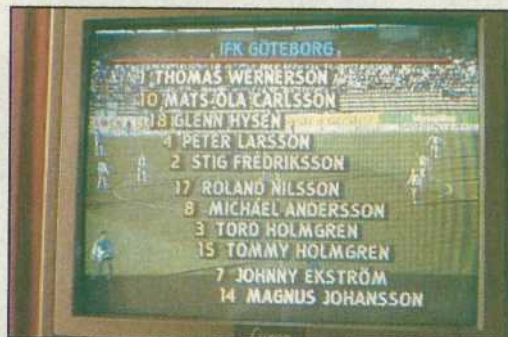 IFK GÖTEBORG
1 THOMAS WERNERSON
10 MATS-OLA CARLSSON
18 GLENN HYSEN
4 PETER LARSSON
2 STIG FREDRIKSSON
17 ROLAND NILSSON
8 MICHAEL ANDERSSON
3 TORD HOLMGREN
15 TOMMY HOLMGREN
7 JOHNNY EKSTRÖM
14 MAGNUS JOHANSSON